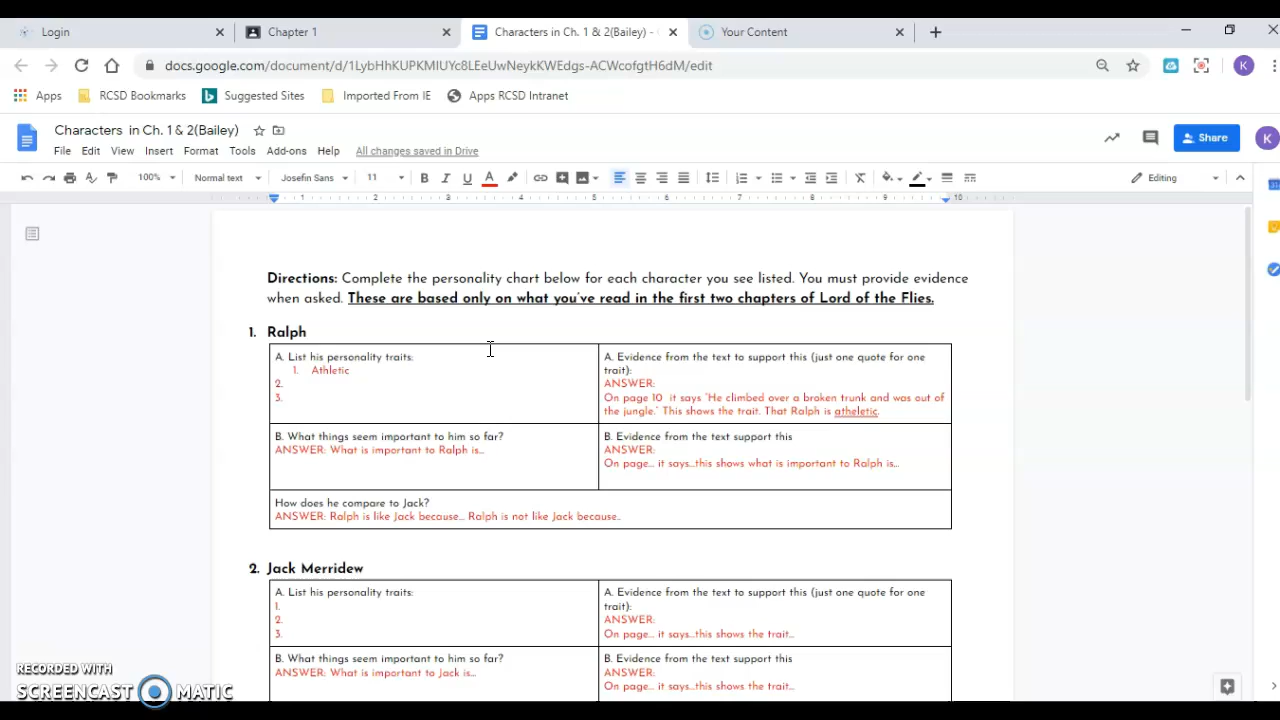 Login
Chapter 1
Characters in Ch. 1 & 2(Bailey) -
Your Content
docs.google.com/document/d/1LybHhKUPKMIUYc8LEeUwNeykKWEdgs-ACWcofgtH6dM/edit
K
Apps
RCSD Bookmarks
Suggested Sites
Imported From IE
Apps RCSD Intranet
Characters in Ch. 1 & 2(Bailey)
Share
K
File Edit View Insert Format Tools Add-ons Help All changes saved in Drive
100% Normal text Josefin Sans 11 B I U A Editing
1 2 3 4 5 6 7 8 9 10
Directions: Complete the personality chart below for each character you see listed. You must provide evidence
when asked. These are based only on what you've read in the first two chapters of Lord of the Flies.
1. Ralph
A. List his personality traits:
1. Athletic
2.
3.
A. Evidence from the text to support this (just one quote for one
trait):
ANSWER:
On page 10 it says "He climbed over a broken trunk and was out of
the jungle." This shows the trait. That Ralph is atheletic.
B. What things seem important to him so far?
ANSWER: What is important to Ralph is...
B. Evidence from the text support this
ANSWER:
On page... it says...this shows what is important to Ralph is...
How does he compare to Jack?
ANSWER: Ralph is like Jack because... Ralph is not like Jack because..
2. Jack Merridew
A. List his personality traits:
1.
2.
3.
A. Evidence from the text to support this (just one quote for one
trait):
ANSWER:
On page... it says...this shows the trait...
B. What things seem important to him so far?
ANSWER: What is important to Jack is...
B. Evidence from the text support this
ANSWER:
On page... it says...this shows the trait...
RECORDED WITH
SCREENCAST MATIC